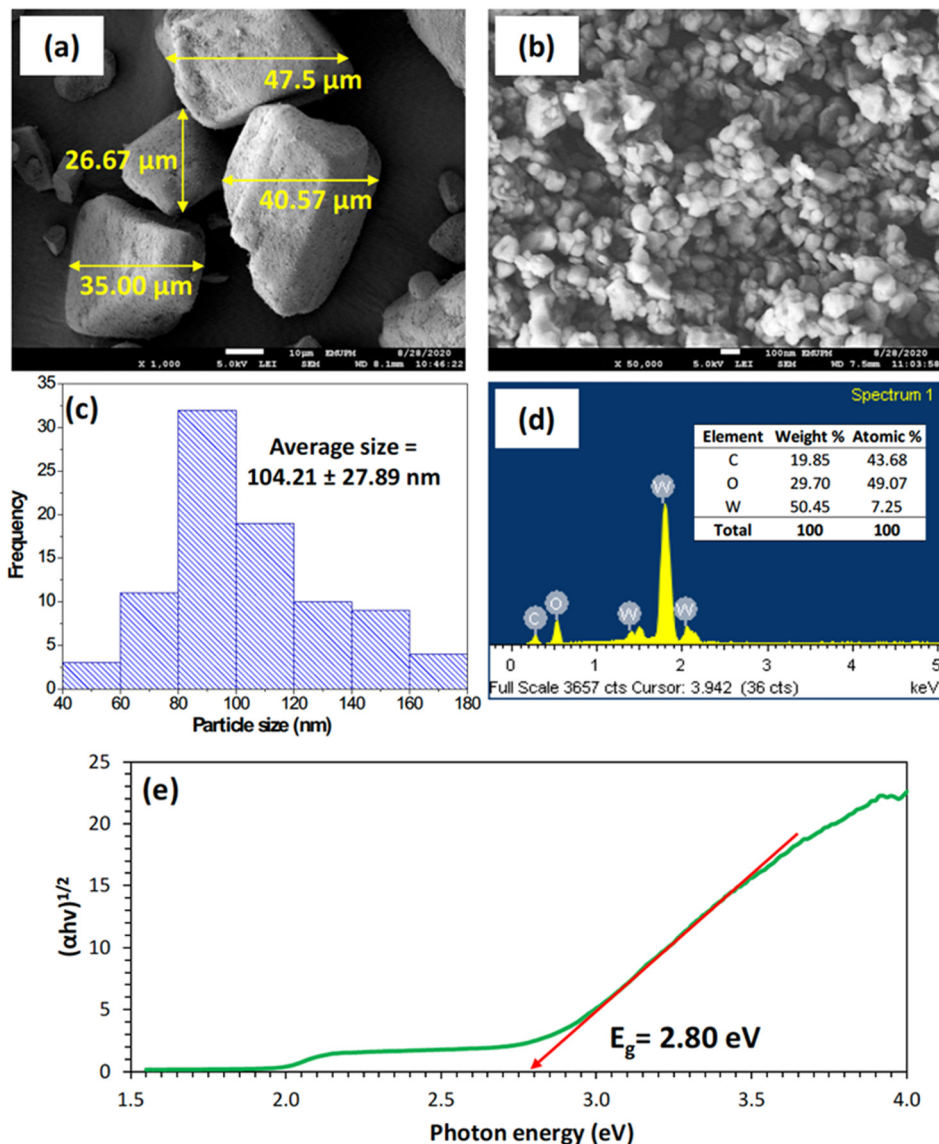 (a)
47.5 µm
26.67 µm
40.57 µm
35.00 µm
10µm EMUPM 8/28/2020
X 1,000 5.0kV LEI SEM WD 8.1mm 10:46:22
(b)
100nm EMUPM 8/28/2020
X 50,000 5.0kV LEI SEM WD 7.5mm 11:03:58
(c)
Average size =
104.21 ± 27.89 nm
Frequency
35
30
25
20
15
10
5
0
40 60 80 100 120 140 160 180
Particle size (nm)
(d)
Spectrum 1
Element Weight % Atomic %
C 19.85 43.68
O 29.70 49.07
W 50.45 7.25
Total 100 100
W
C O W W
0 1 2 3 4 5
Full Scale 3657 cts Cursor: 3.942 (36 cts) keV
(e)
(αhv)1/2
25
20
15
10
5
0
Eg= 2.80 eV
1.5 2.0 2.5 3.0 3.5 4.0
Photon energy (eV)